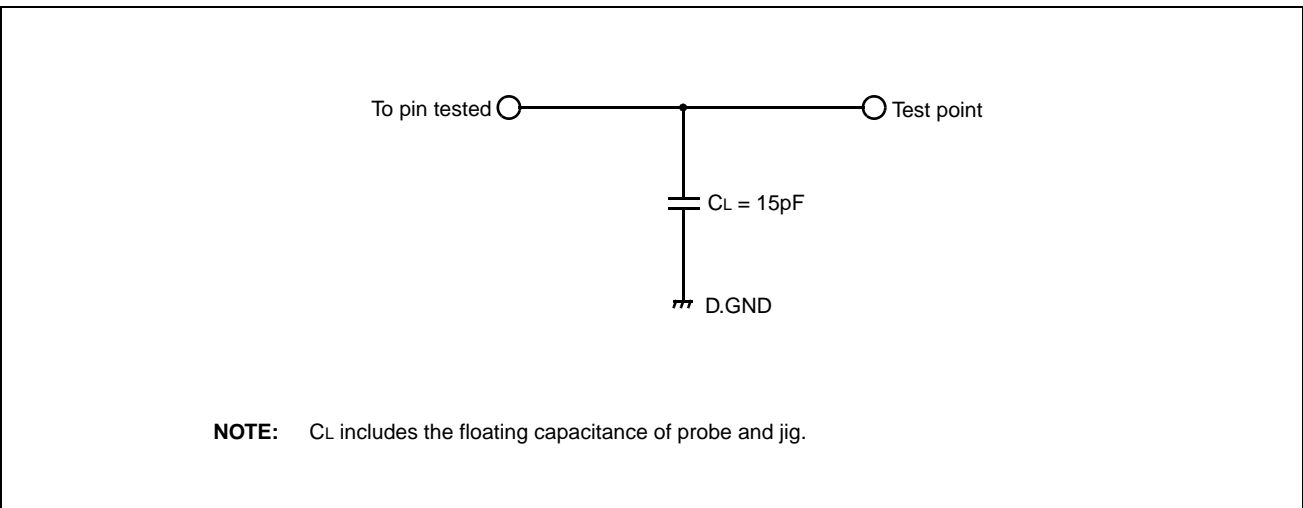 To pin tested
Test point
CL = 15pF
D.GND
NOTE: CL includes the floating capacitance of probe and jig.